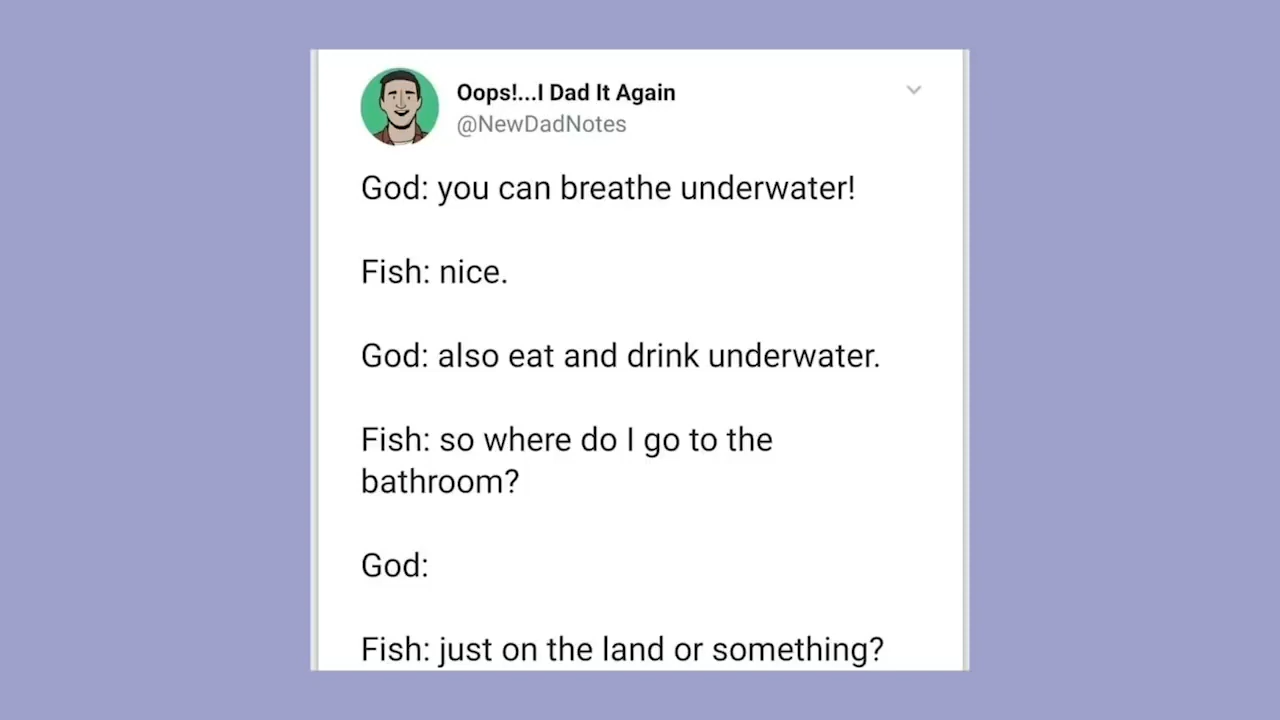 Oops!...I Dad It Again
@NewDadNotes
God: you can breathe underwater!
Fish: nice.
God: also eat and drink underwater.
Fish: so where do I go to the
bathroom?
God:
Fish: just on the land or something?